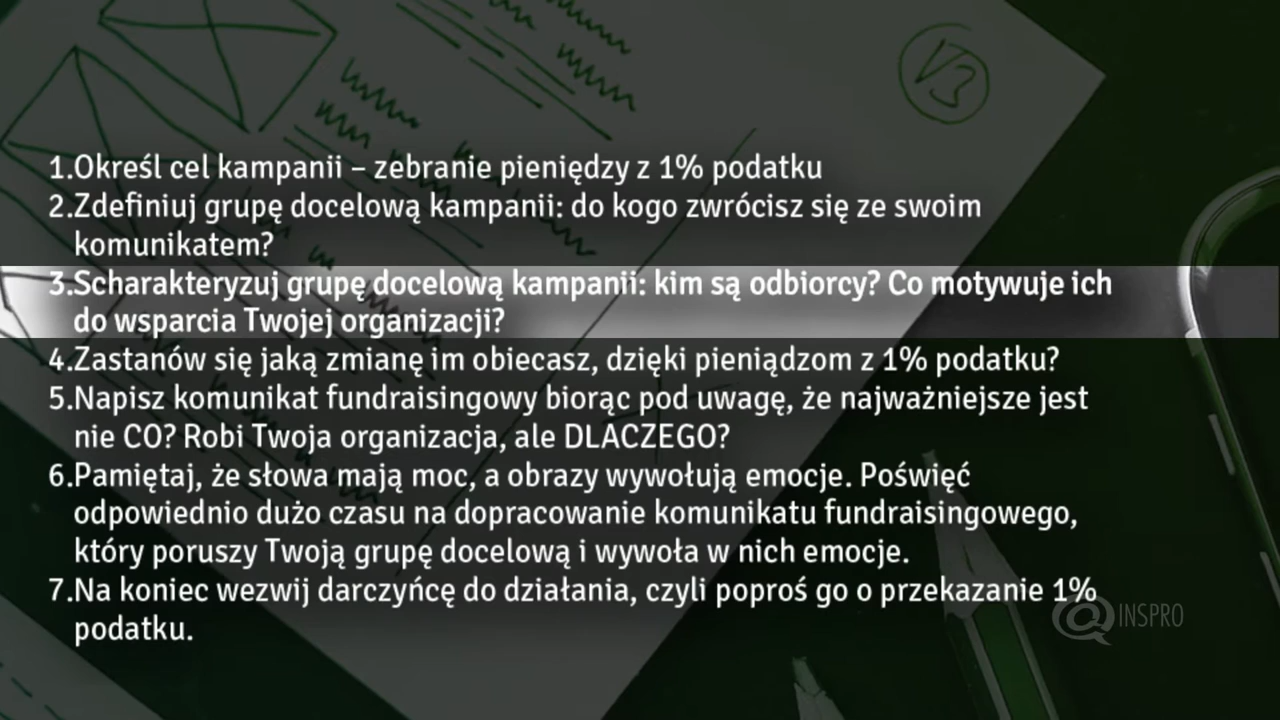 V3
1.Określ cel kampanii – zebranie pieniędzy z 1% podatku
2.Zdefiniuj grupę docelową kampanii: do kogo zwrócisz się ze swoim
komunikatem?
3.Scharakteryzuj grupę docelową kampanii: kim są odbiorcy? Co motywuje ich
do wsparcia Twojej organizacji?
4.Zastanów się jaką zmianę im obiecasz, dzięki pieniądzom z 1% podatku?
5.Napisz komunikat fundraisingowy biorąc pod uwagę, że najważniejsze jest
nie CO? Robi Twoja organizacja, ale DLACZEGO?
6.Pamiętaj, że słowa mają moc, a obrazy wywołują emocje. Poświęć
odpowiednio dużo czasu na dopracowanie komunikatu fundraisingowego,
który poruszy Twoją grupę docelową i wywoła w nich emocje.
7.Na koniec wezwij darczyńcę do działania, czyli poproś go o przekazanie 1%
podatku.
@INSPRO